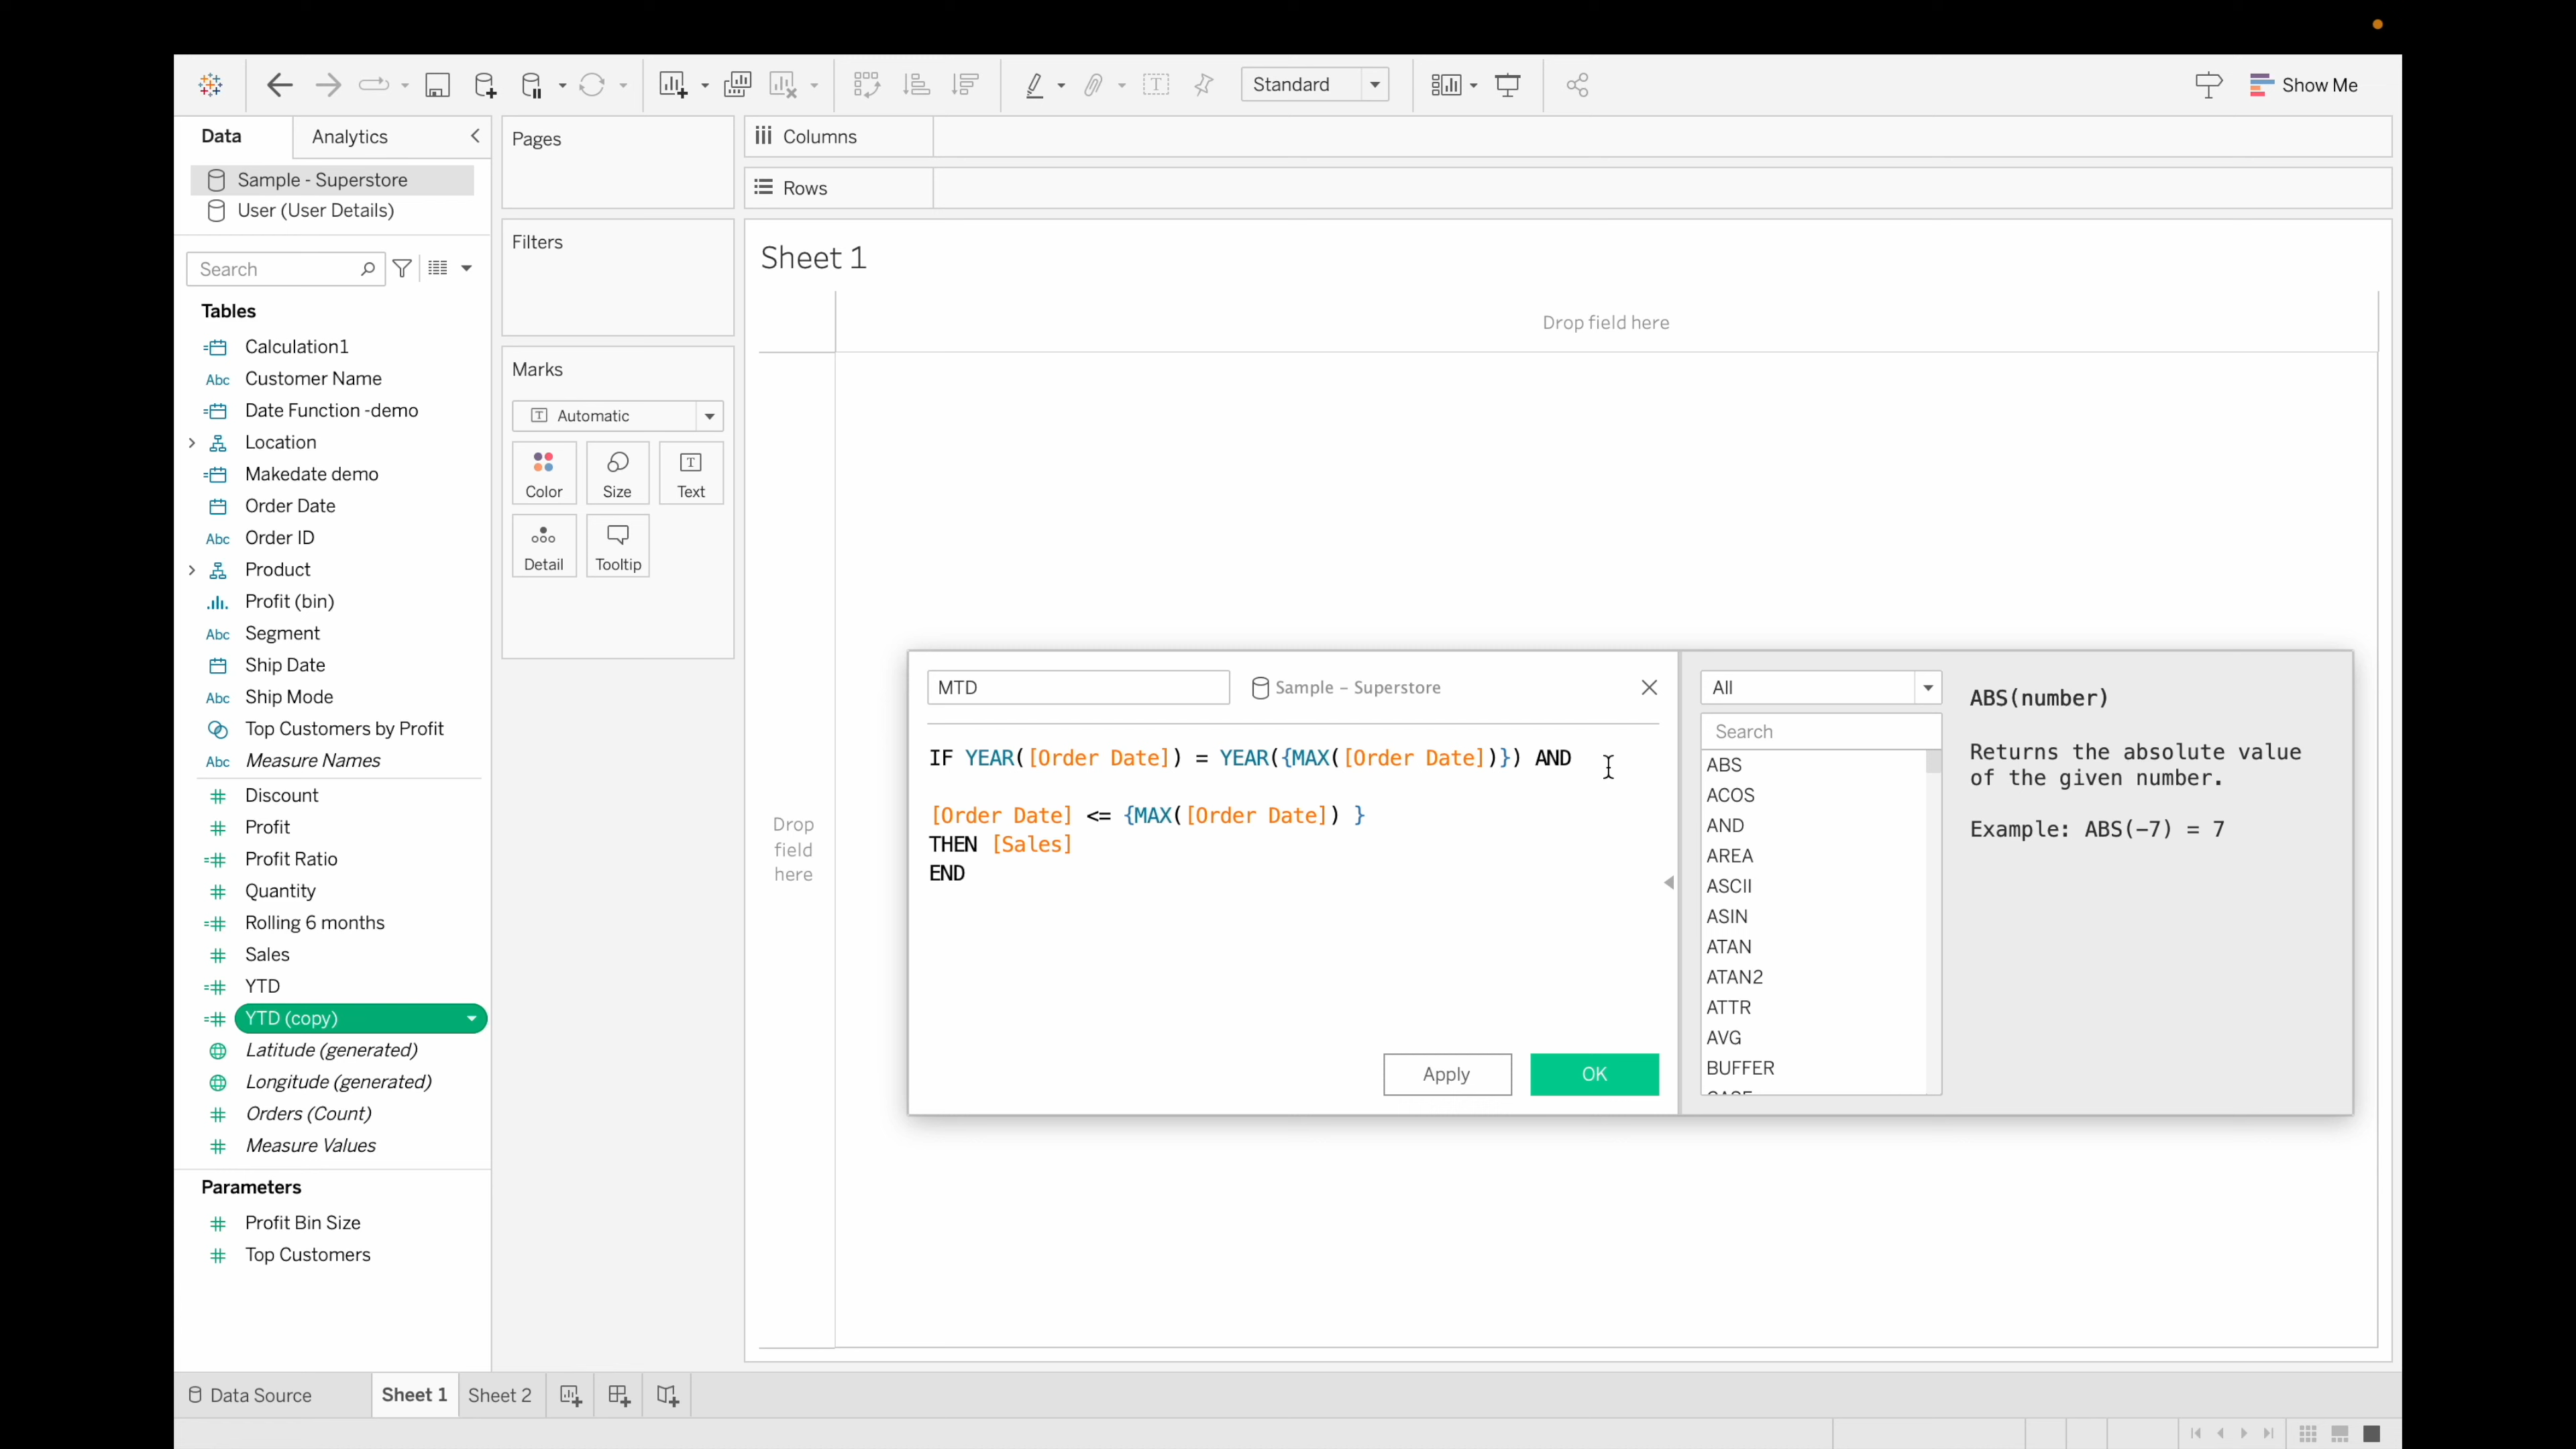 Standard
Show Me
Data
Analytics
Sample - Superstore
User (User Details)
Search
Tables
Calculation1
Abc Customer Name
Date Function -demo
Location
Makedate demo
Order Date
Abc Order ID
Product
Profit (bin)
Abc Segment
Ship Date
Abc Ship Mode
Top Customers by Profit
Abc Measure Names
Discount
Profit
Profit Ratio
Quantity
Rolling 6 months
Sales
YTD
YTD (copy)
Latitude (generated)
Longitude (generated)
Orders (Count)
Measure Values
Parameters
Profit Bin Size
Top Customers
Pages
Filters
Marks
Automatic
Color
Size
Text
Detail
Tooltip
Columns
Rows
Sheet 1
Drop field here
Drop
field
here
MTD
Sample – Superstore
IF YEAR([Order Date]) = YEAR({MAX([Order Date])}) AND
[Order Date] <= {MAX([Order Date]) }
THEN [Sales]
END
Apply
OK
All
Search
ABS
ACOS
AND
AREA
ASCII
ASIN
ATAN
ATAN2
ATTR
AVG
BUFFER
CASE
ABS(number)
Returns the absolute value
of the given number.
Example: ABS(-7) = 7
Data Source
Sheet 1
Sheet 2